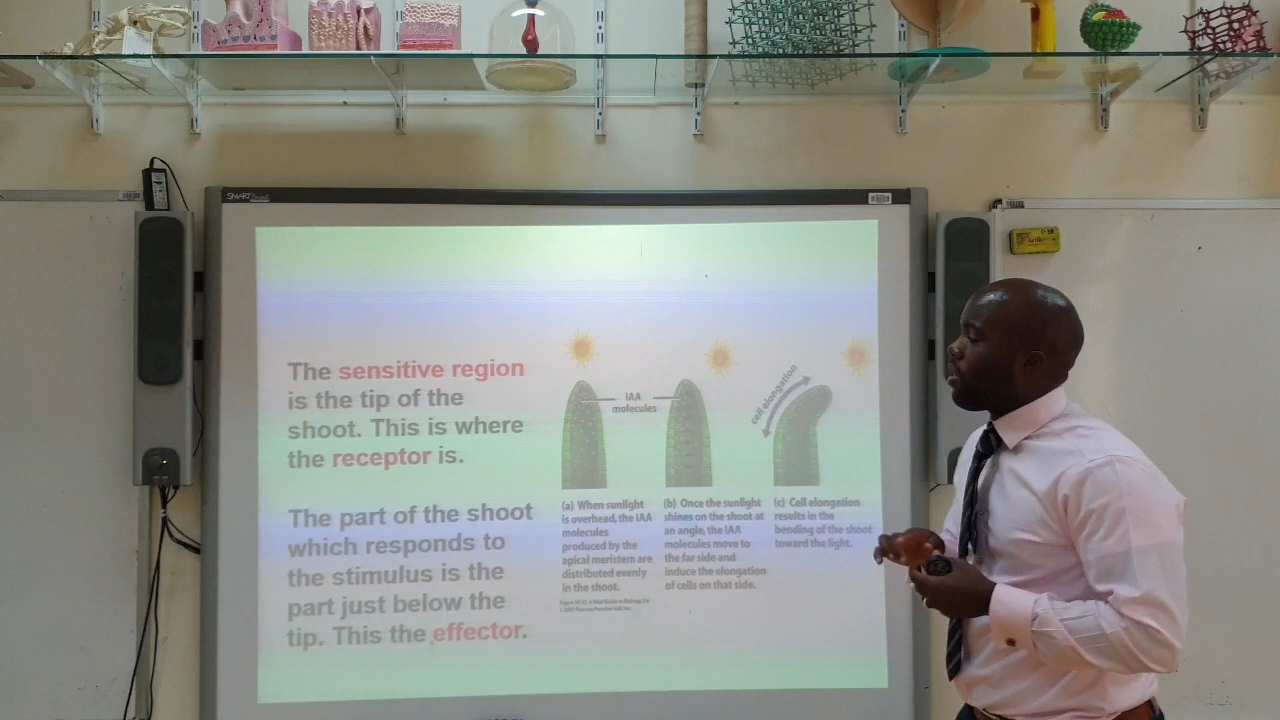 SMART
The sensitive region
is the tip of the
shoot. This is where
the receptor is.
The part of the shoot
which responds to
the stimulus is the
part just below the
tip. This the effector.
IAA
molecules
cell elongation
(a) When sunlight
is overhead, the IAA
molecules
produced by the
apical meristem are
distributed evenly
in the shoot.
(b) Once the sunlight
shines on the shoot at
an angle, the IAA
molecules move to
the far side and
induce the elongation
of cells on that side.
(c) Cell elongation
results in the
bending of the shoot
toward the light.